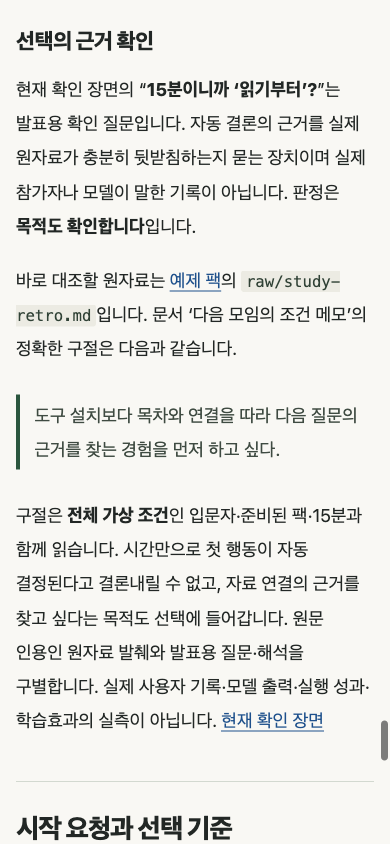 선택의 근거 확인
현재 확인 장면의 “15분이니까 ‘읽기부터’?”는
발표용 확인 질문입니다. 자동 결론의 근거를 실제
원자료가 충분히 뒷받침하는지 묻는 장치이며 실제
참가자나 모델이 말한 기록이 아닙니다. 판정은
목적도 확인합니다입니다.
바로 대조할 원자료는 예제 팩의 raw/study-
retro.md입니다. 문서 ‘다음 모임의 조건 메모’의
정확한 구절은 다음과 같습니다.
도구 설치보다 목차와 연결을 따라 다음 질문의
근거를 찾는 경험을 먼저 하고 싶다.
구절은 전체 가상 조건인 입문자·준비된 팩·15분과
함께 읽습니다. 시간만으로 첫 행동이 자동
결정된다고 결론내릴 수 없고, 자료 연결의 근거를
찾고 싶다는 목적도 선택에 들어갑니다. 원문
인용인 원자료 발췌와 발표용 질문·해석을
구별합니다. 실제 사용자 기록·모델 출력·실행 성과·
학습효과의 실측이 아닙니다. 현재 확인 장면
시작 요청과 선택 기준